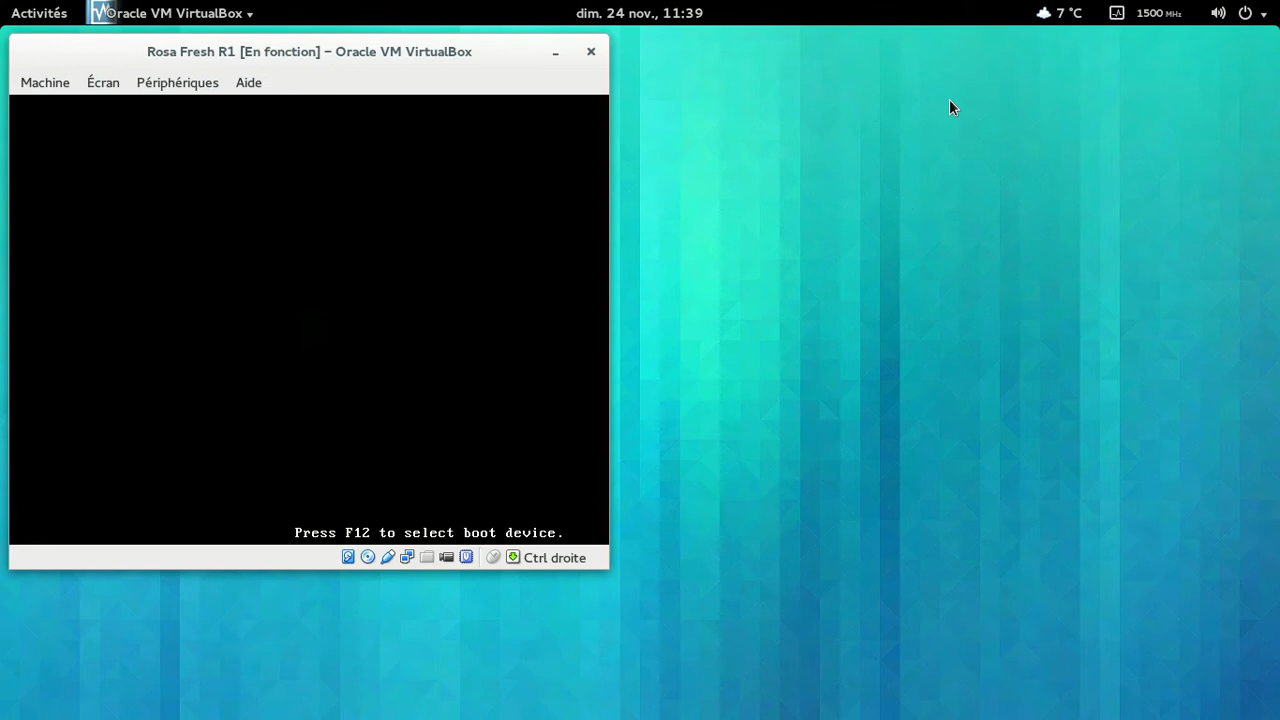 Activités Oracle VM VirtualBox dim. 24 nov., 11:39 7 °C 1500 MHz
Rosa Fresh R1 [En fonction] – Oracle VM VirtualBox
Machine Écran Périphériques Aide
Press F12 to select boot device.
Ctrl droite